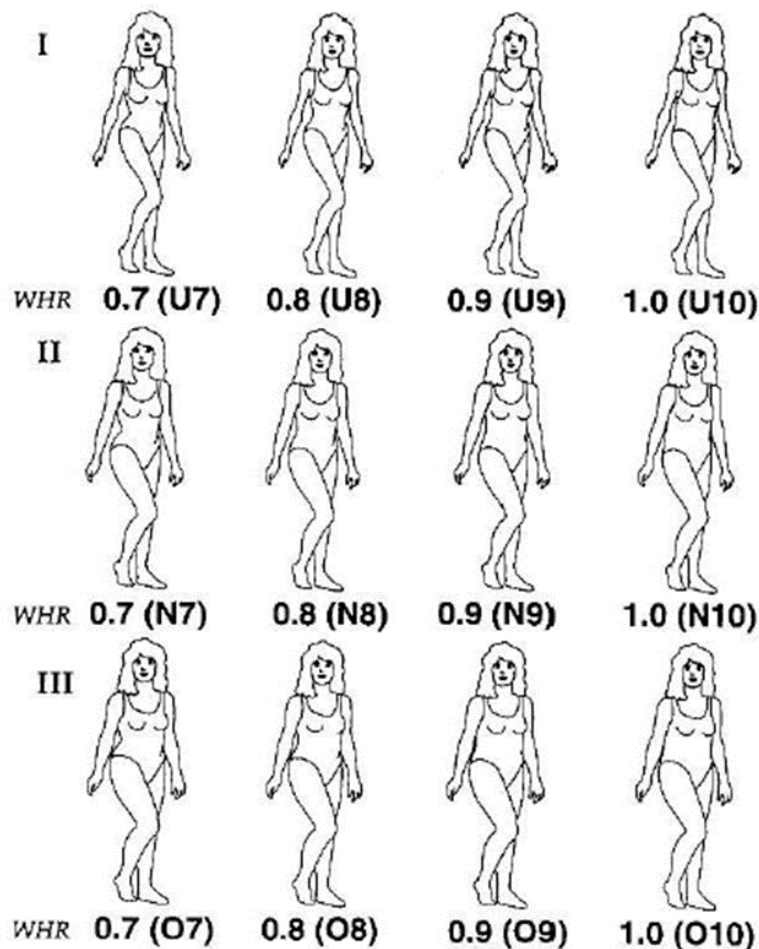 I
WHR 0.7 (U7) 0.8 (U8) 0.9 (U9) 1.0 (U10)
II
WHR 0.7 (N7) 0.8 (N8) 0.9 (N9) 1.0 (N10)
III
WHR 0.7 (O7) 0.8 (O8) 0.9 (O9) 1.0 (O10)